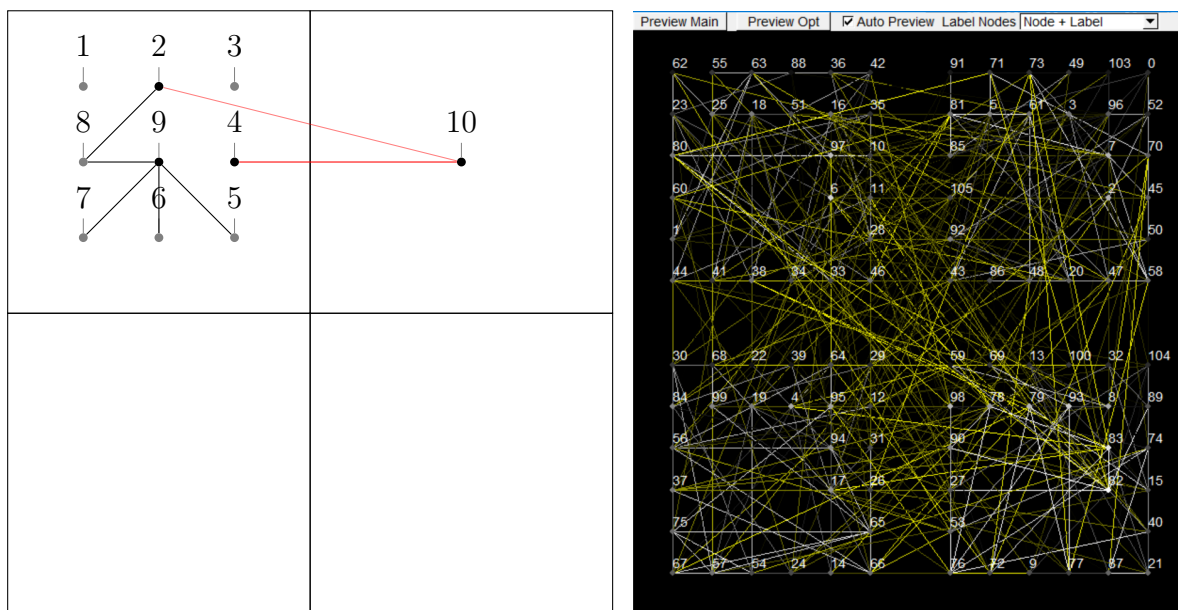 1 2 3
8 9 4 10
7 6 5
Preview Main Preview Opt Auto Preview Label Nodes Node + Label
62 55 63 88 36 42 91 71 73 49 103 0
23 25 18 51 16 35 81 5 61 3 96 52
80 97 10 85 7 70
60 6 11 105 2 45
1 28 92 50
44 41 38 34 33 46 43 86 48 20 47 58
30 68 22 39 64 29 59 69 13 100 32 104
84 99 19 4 95 12 98 78 79 93 8 89
56 94 31 90 83 74
37 17 26 27 82 15
75 65 53 40
67 57 54 24 14 66 76 72 9 77 87 21